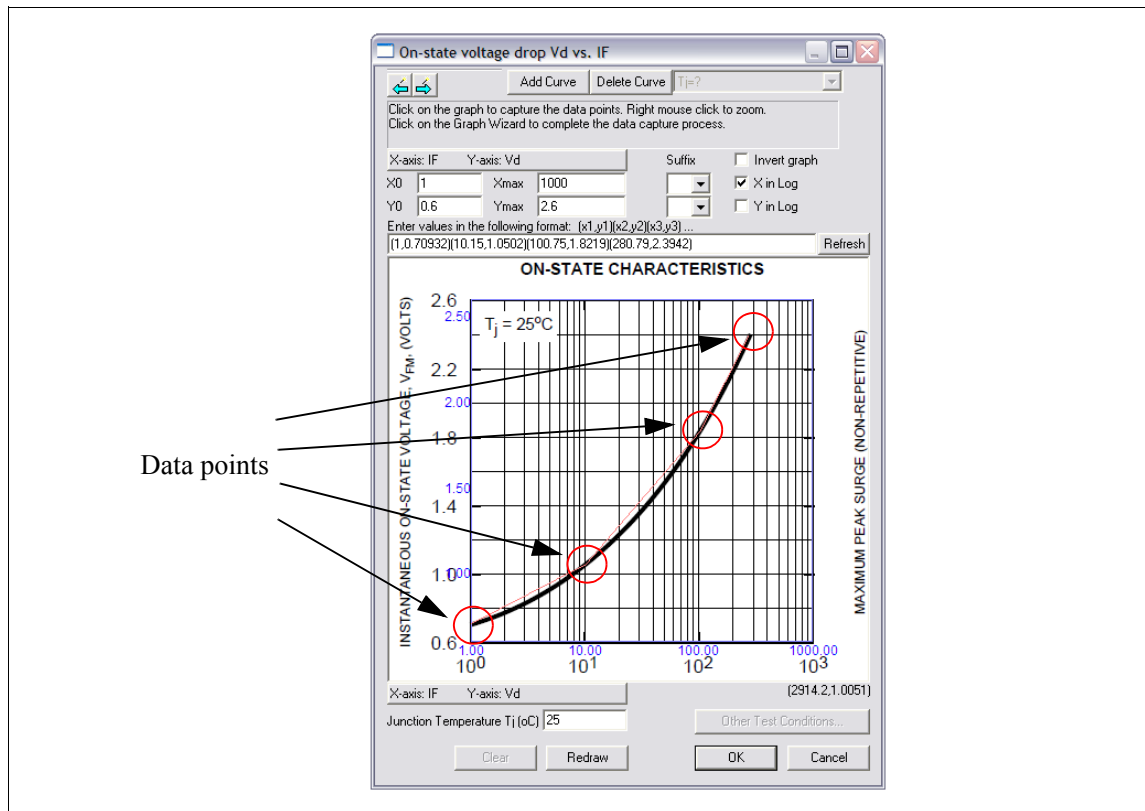 On-state voltage drop Vd vs. IF
Add Curve Delete Curve Tj=?
Click on the graph to capture the data points. Right mouse click to zoom.
Click on the Graph Wizard to complete the data capture process.
X-axis: IF Y-axis: Vd Suffix Invert graph
X0 1 Xmax 1000 X in Log
Y0 0.6 Ymax 2.6 Y in Log
Enter values in the following format: (x1,y1)(x2,y2)(x3,y3) ...
(1,0.70932)(10.15,1.0502)(100.75,1.8219)(280.79,2.3942) Refresh
ON-STATE CHARACTERISTICS
INSTANTANEOUS ON-STATE VOLTAGE, VFM, (VOLTS)
2.6
2.50
Tj = 25oC
2.2
2.00
1.8
1.50
1.4
1.0
1.00
0.6
MAXIMUM PEAK SURGE (NON-REPETITIVE)
Data points
1.00 10.00 100.00 1000.00
100 101 102 103
X-axis: IF Y-axis: Vd (2914.2,1.0051)
Junction Temperature Tj (oC) 25 Other Test Conditions...
Clear Redraw OK Cancel